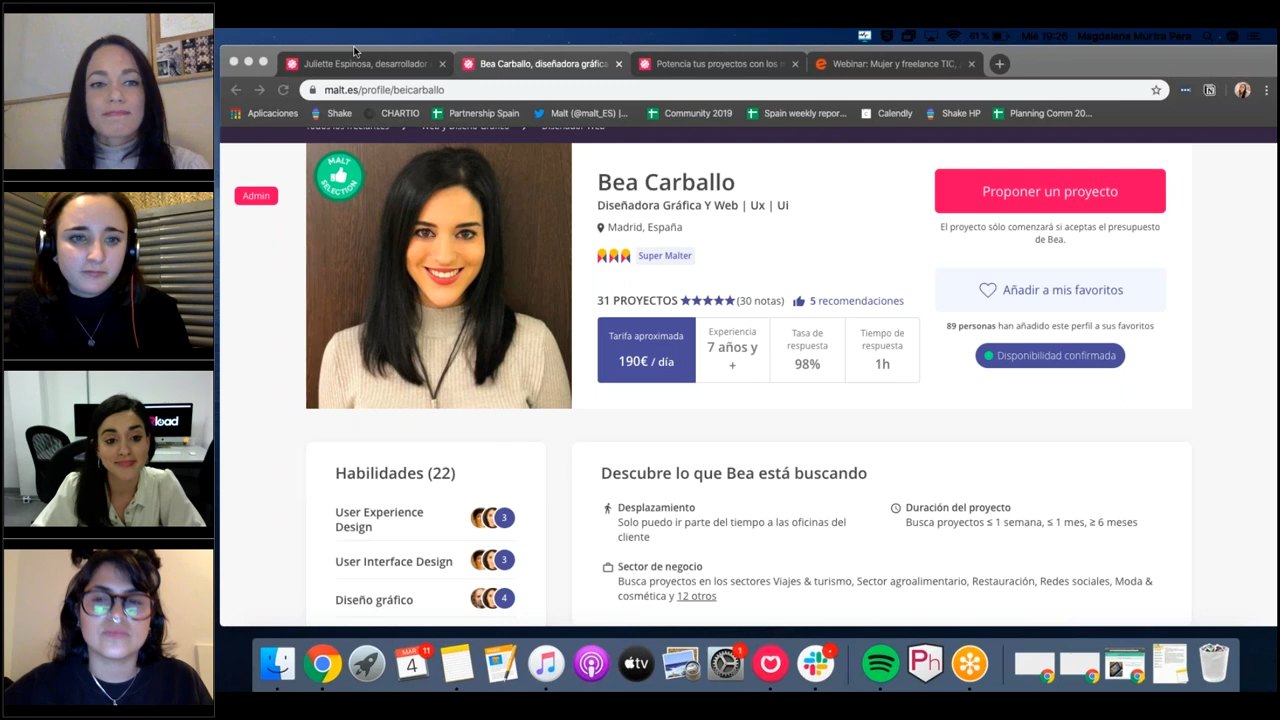 61 %
Mié 19:26
Magdalena Murtra Pera
Juliette Espinosa, desarrollador
Bea Carballo, diseñadora gráfica
Potencia tus proyectos con los m
Webinar: Mujer y freelance TIC,
malt.es/profile/beicarballo
Aplicaciones
Shake
CHARTIO
Partnership Spain
Malt (@malt_ES) |...
Community 2019
Spain weekly repor...
Calendly
Shake HP
Planning Comm 20...
Admin
MALT
SELECTION
Bea Carballo
Diseñadora Gráfica Y Web | Ux | Ui
Madrid, España
Super Malter
31 PROYECTOS (30 notas) 5 recomendaciones
Tarifa aproximada
190€ / día
Experiencia
7 años y
+
Tasa de
respuesta
98%
Tiempo de
respuesta
1h
Proponer un proyecto
El proyecto sólo comenzará si aceptas el presupuesto
de Bea.
Añadir a mis favoritos
89 personas han añadido este perfil a sus favoritos
Disponibilidad confirmada
Habilidades (22)
User Experience
Design
3
User Interface Design
3
Diseño gráfico
4
Descubre lo que Bea está buscando
Desplazamiento
Solo puedo ir parte del tiempo a las oficinas del
cliente
Duración del proyecto
Busca proyectos ≤ 1 semana, ≤ 1 mes, ≥ 6 meses
Sector de negocio
Busca proyectos en los sectores Viajes & turismo, Sector agroalimentario, Restauración, Redes sociales, Moda &
cosmética y 12 otros
MAR
4
11
tv
1
Ph